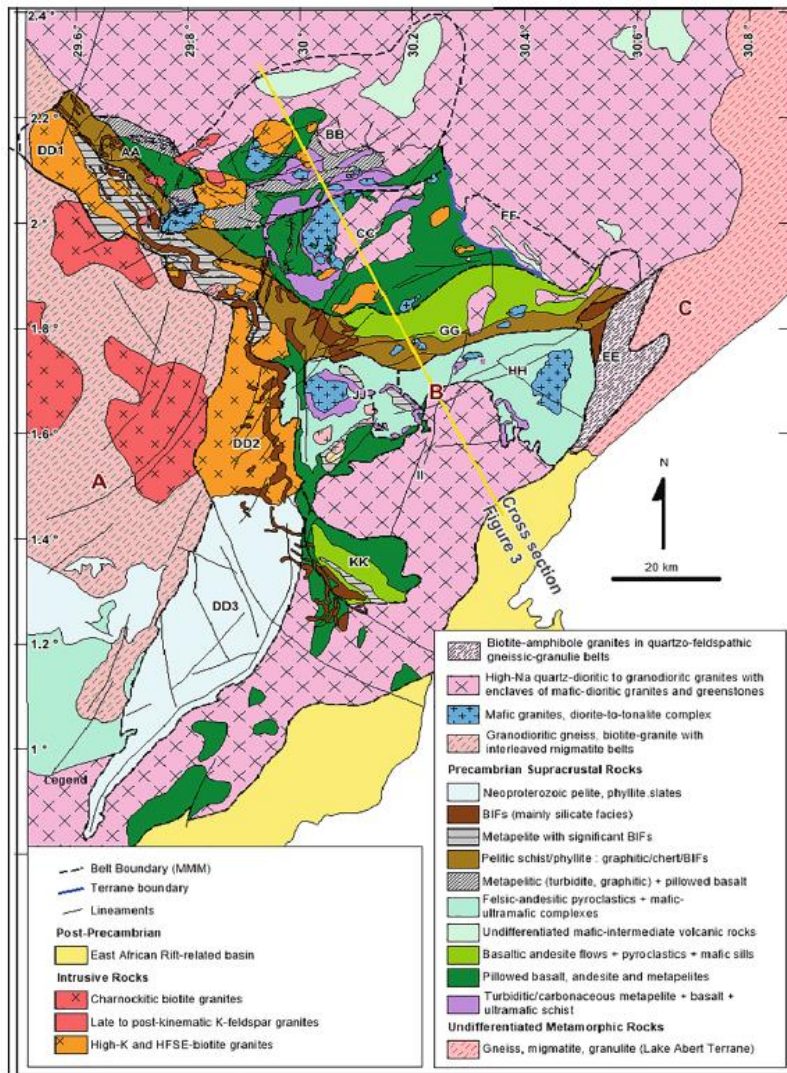 2.4°
29.6
29.8
30
30.2
30.4
30.6
30.8
2.2°
DD1
AA
BB
2°
CC
FF
C
1.8°
GG
EE
HH
JJ
B
1.6°
DD2
A
II
N
Cross section
Figure 3
20 km
1.4°
KK
DD3
1.2°
1°
Legend
Belt Boundary (MMM)
Terrane boundary
Lineaments
Post-Precambrian
East African Rift-related basin
Intrusive Rocks
Charnockitic biotite granites
Late to post-kinematic K-feldspar granites
High-K and HFSE-biotite granites
Biotite-amphibole granites in quartzo-feldspathic
gneissic-granulie belts
High-Na quartz-dioritic to granodioritc granites with
enclaves of mafic-dioritic granites and greenstones
Mafic granites, diorite-to-tonalite complex
Granodioritic gneiss, biotite-granite with
interleaved migmatite belts
Precambrian Supracrustal Rocks
Neoproterozoic pelite, phyllite.slates
BIFs (mainly silicate facies)
Metapelite with significant BIFs
Pelitic schist/phyllite : graphitic/chert/BIFs
Metapelitic (turbidite, graphitic) + pillowed basalt
Felsic-andesitic pyroclastics + mafic-
ultramafic complexes
Undifferentiated mafic-intermediate volcanic rocks
Basaltic andesite flows + pyroclastics + mafic sills
Pillowed basalt, andesite and metapelites
Turbiditic/carbonaceous metapelite + basalt +
ultramafic schist
Undifferentiated Metamorphic Rocks
Gneiss, migmatite, granulite (Lake Abert Terrane)